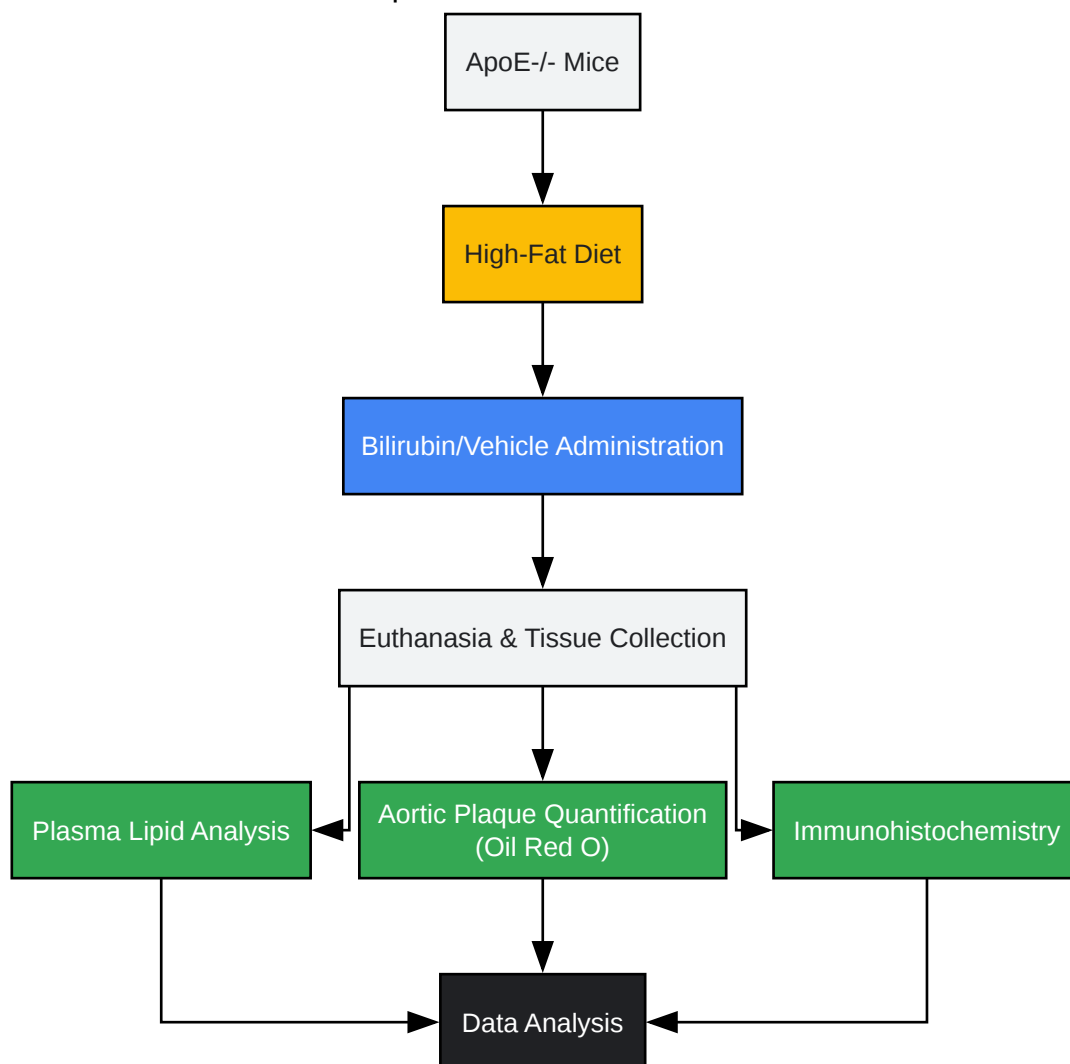 ApoE-/- Mice
High-Fat Diet
Bilirubin/Vehicle Administration
Euthanasia & Tissue Collection
Plasma Lipid Analysis
Aortic Plaque Quantification
(Oil Red O)
Immunohistochemistry
Data Analysis